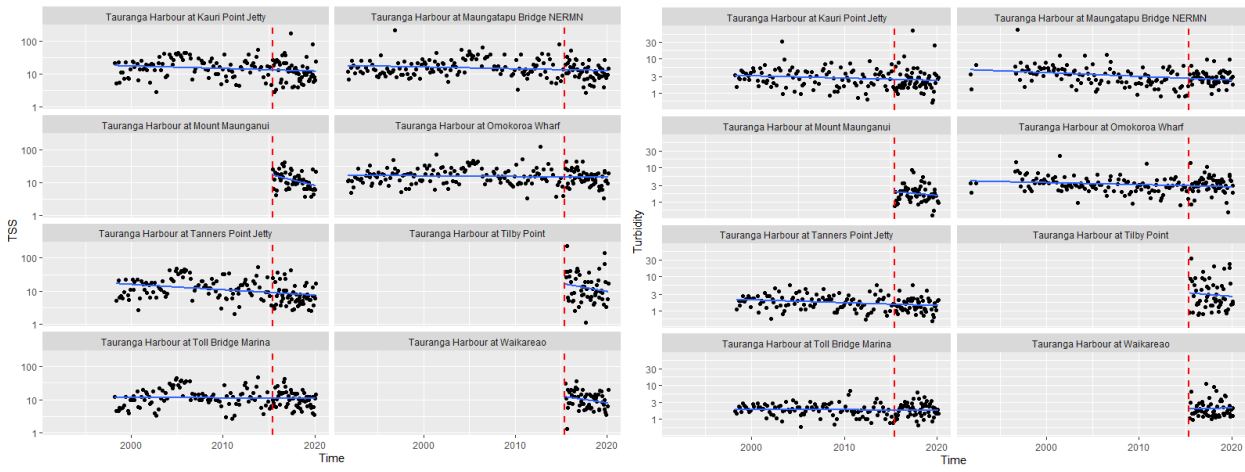 Tauranga Harbour at Kauri Point Jetty
Tauranga Harbour at Maungatapu Bridge NERMN
100
10
1
Tauranga Harbour at Mount Maunganui
Tauranga Harbour at Omokoroa Wharf
100
10
1
Tauranga Harbour at Tanners Point Jetty
Tauranga Harbour at Tilby Point
100
10
1
Tauranga Harbour at Toll Bridge Marina
Tauranga Harbour at Waikareao
100
10
1
TSS
2000
2010
2020
2000
2010
2020
Time
Tauranga Harbour at Kauri Point Jetty
Tauranga Harbour at Maungatapu Bridge NERMN
30
10
3
1
Tauranga Harbour at Mount Maunganui
Tauranga Harbour at Omokoroa Wharf
30
10
3
1
Tauranga Harbour at Tanners Point Jetty
Tauranga Harbour at Tilby Point
30
10
3
1
Tauranga Harbour at Toll Bridge Marina
Tauranga Harbour at Waikareao
30
10
3
1
Turbidity
2000
2010
2020
2000
2010
2020
Time